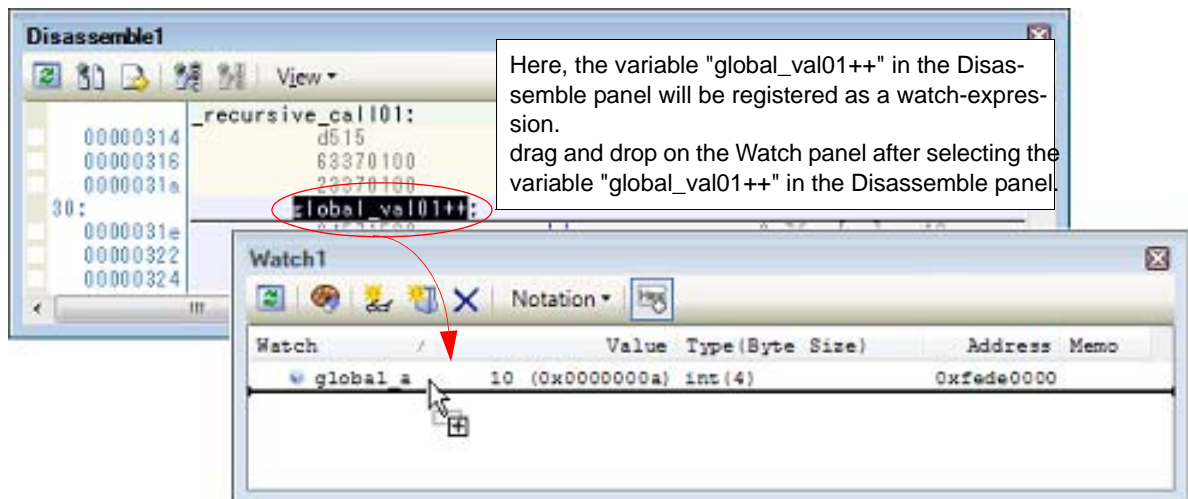 Disassemble1
View
Here, the variable "global_val01++" in the Disas-
semble panel will be registered as a watch-expres-
sion.
drag and drop on the Watch panel after selecting the
variable "global_val01++" in the Disassemble panel.
_recursive_call01:
00000314 d515
00000316 63370100
0000031a 23370100
30: global_val01++;
0000031e
00000322
00000324
Watch1
Notation
Hex
Watch Value Type(Byte Size) Address Memo
global_a 10 (0x0000000a) int(4) 0xfede0000